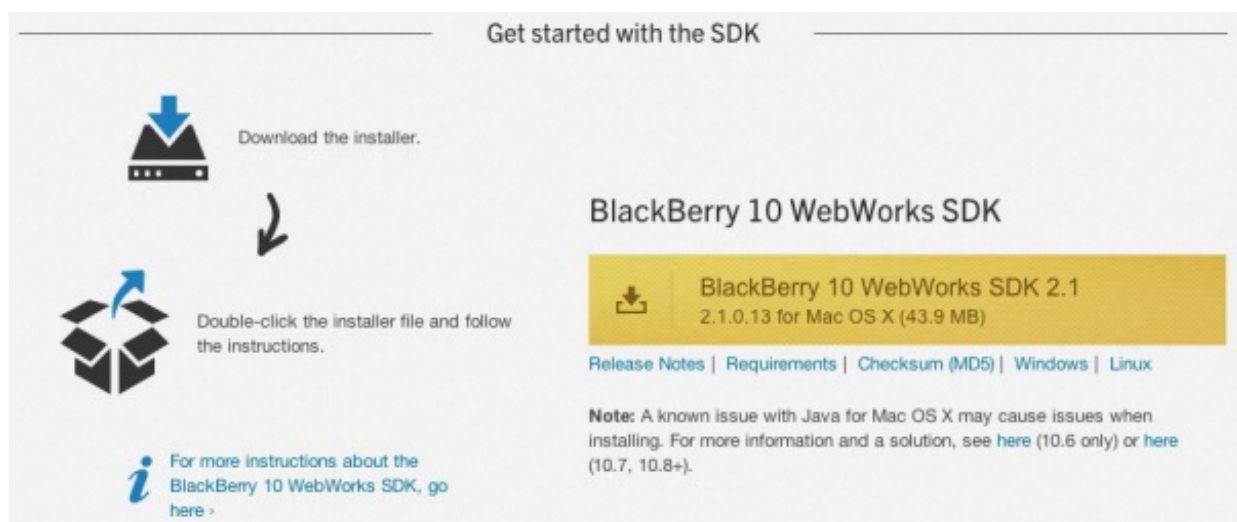 Get started with the SDK
Download the installer.
Double-click the installer file and follow
the instructions.
For more instructions about the
BlackBerry 10 WebWorks SDK, go
here ›
BlackBerry 10 WebWorks SDK
BlackBerry 10 WebWorks SDK 2.1
2.1.0.13 for Mac OS X (43.9 MB)
Release Notes | Requirements | Checksum (MD5) | Windows | Linux
Note: A known issue with Java for Mac OS X may cause issues when
installing. For more information and a solution, see here (10.6 only) or here
(10.7, 10.8+).